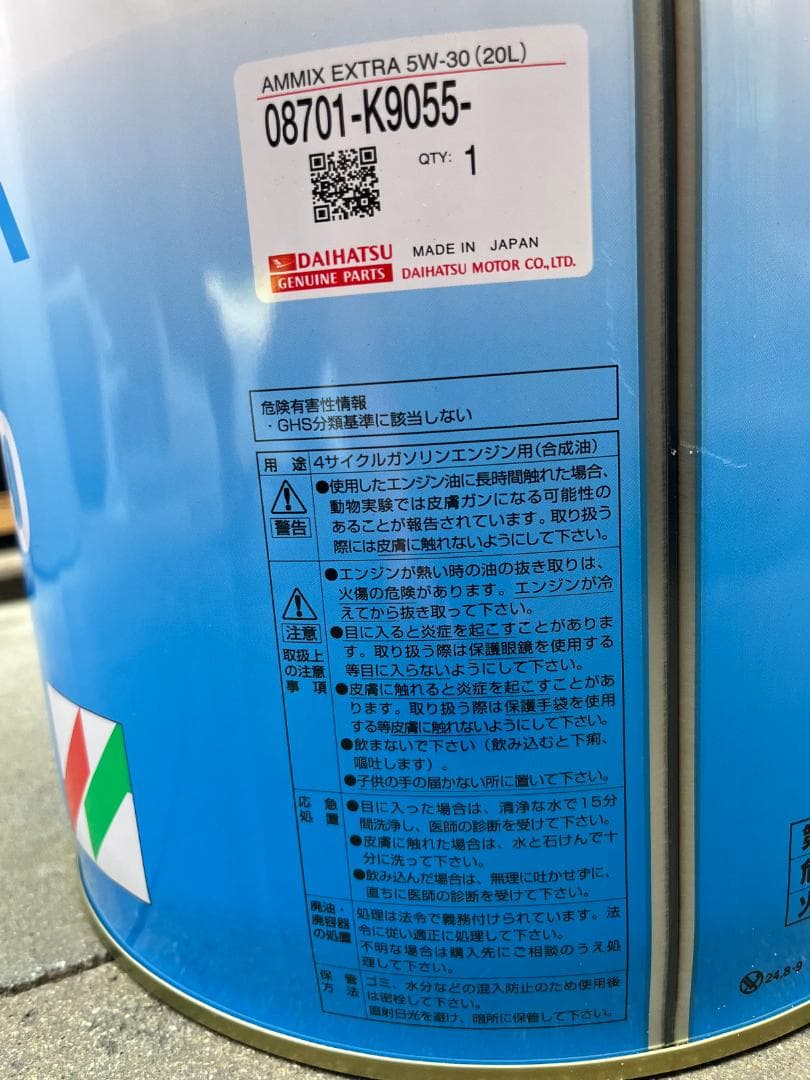 AMMIX EXTRA 5W-30(20L)
08701-K9055-
QTY: 1
DAIHATSU
GENUINE PARTS
MADE IN JAPAN
DAIHATSU MOTOR CO.,LTD.
危険有害性情報
・GHS分類基準に該当しない
用途 4サイクルガソリンエンジン用(合成油)
警告
●使用したエンジン油に長時間触れた場合、
動物実験では皮膚ガンになる可能性の
あることが報告されています。取り扱う
際には皮膚に触れないようにして下さい。
注意
取扱上
の注意
事項
●エンジンが熱い時の油の抜き取りは、
火傷の危険があります。エンジンが冷
えてから抜き取って下さい。
●目に入ると炎症を起こすことがありま
す。取り扱う際は保護眼鏡を使用する
等目に入らないようにして下さい。
●皮膚に触れると炎症を起こすことがあ
ります。取り扱う際は保護手袋を使用
する等皮膚に触れないようにして下さい。
●飲まないで下さい(飲み込むと下痢、
嘔吐します)。
●子供の手の届かない所に置いて下さい。
応急
処置
●目に入った場合は、清浄な水で15分
間洗浄し、医師の診断を受けて下さい。
●皮膚に触れた場合は、水と石けんで十
分に洗って下さい。
●飲み込んだ場合は、無理に吐かせずに、
直ちに医師の診断を受けて下さい。
廃油・
廃容器
の処置
処理は法令で義務付けられています。法
令に従い適正に処理して下さい。
不明な場合は購入先にご相談のうえ処
理して下さい。
保管
方法
ゴミ、水分などの混入防止のため使用後
は密栓して下さい。
直射日光を避け、暗所に保管して下さい。
24,8・9